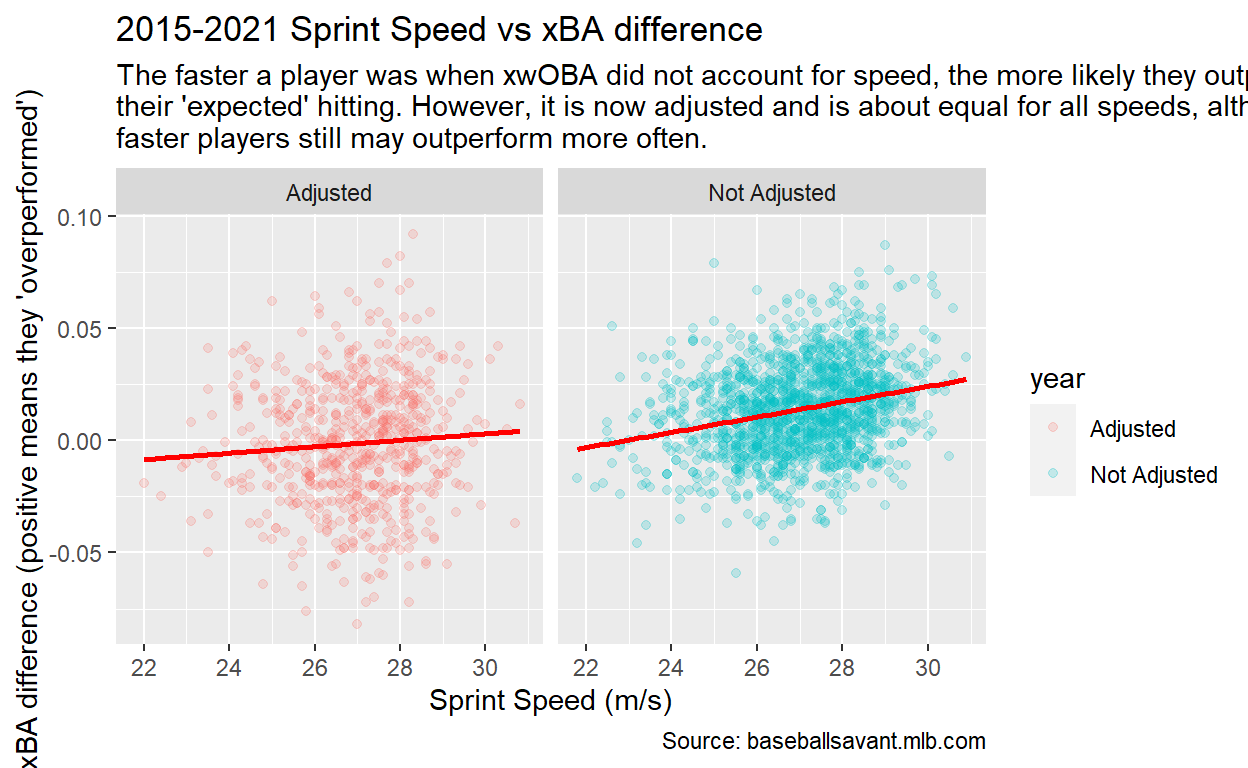 2015-2021 Sprint Speed vs xBA difference
The faster a player was when xwOBA did not account for speed, the more likely they
their 'expected' hitting. However, it is now adjusted and is about equal for all speeds,
faster players still may outperform more often.
xBA difference (positive means they 'overperformed')
Adjusted
Not Adjusted
0.10
0.05
0.00
-0.05
22 24 26 28 30
22 24 26 28 30
Sprint Speed (m/s)
year
Adjusted
Not Adjusted
Source: baseballsavant.mlb.com